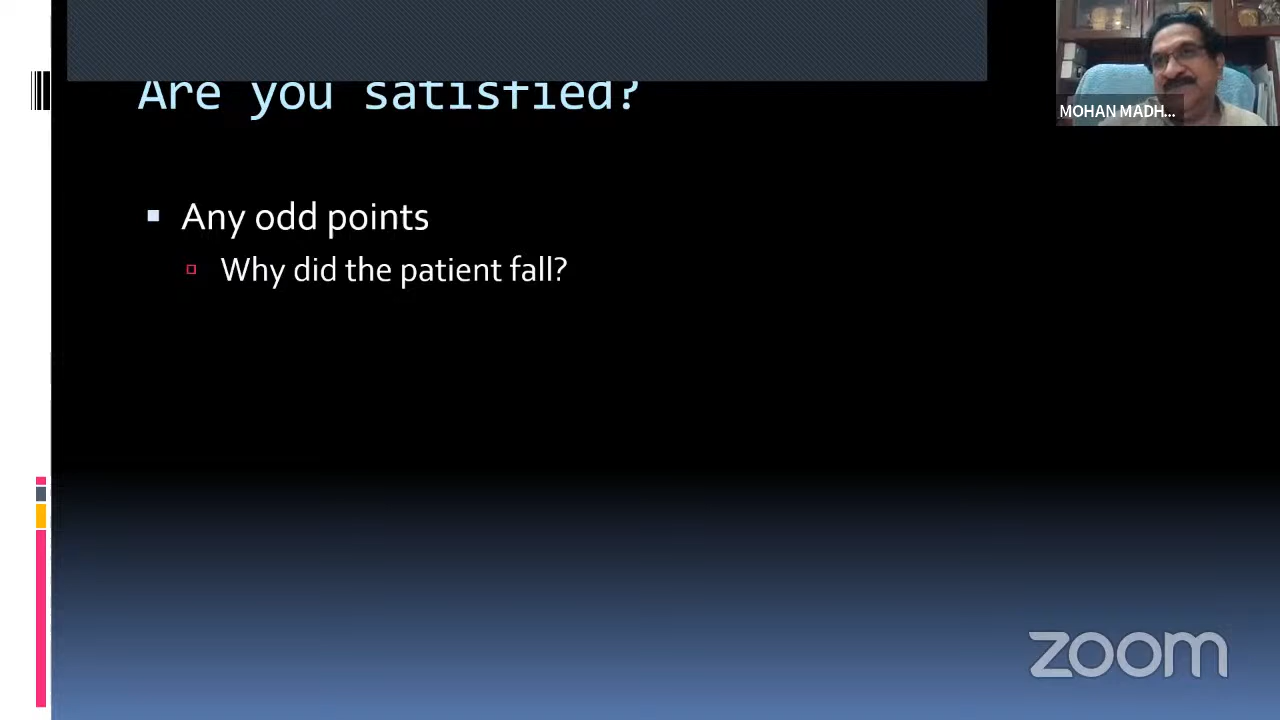 Are you satisfied?
MOHAN MADH...
Any odd points
Why did the patient fall?
zoom